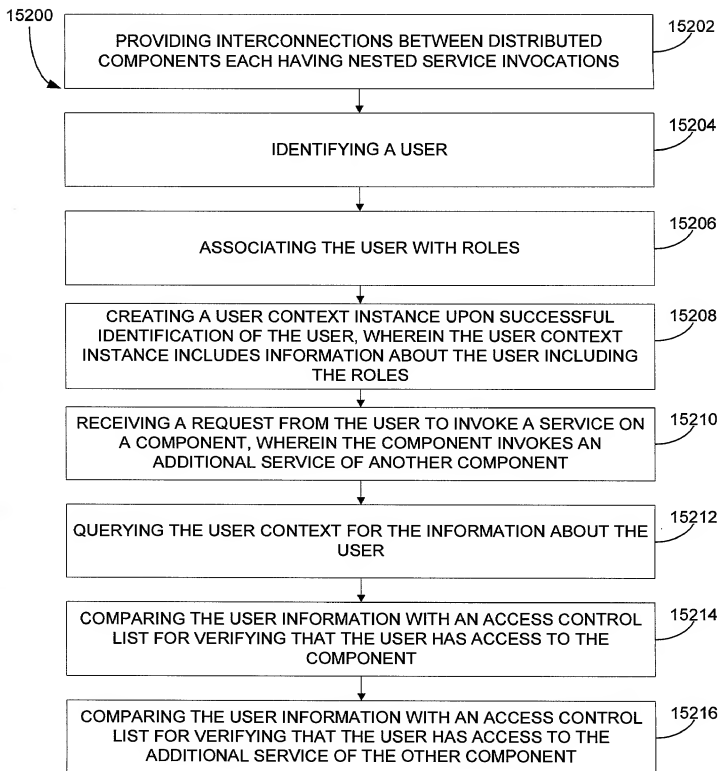 15200
PROVIDING INTERCONNECTIONS BETWEEN DISTRIBUTED
COMPONENTS EACH HAVING NESTED SERVICE INVOCATIONS
15202
IDENTIFYING A USER
15204
ASSOCIATING THE USER WITH ROLES
15206
CREATING A USER CONTEXT INSTANCE UPON SUCCESSFUL
IDENTIFICATION OF THE USER, WHEREIN THE USER CONTEXT
INSTANCE INCLUDES INFORMATION ABOUT THE USER INCLUDING
THE ROLES
15208
RECEIVING A REQUEST FROM THE USER TO INVOKE A SERVICE ON
A COMPONENT, WHEREIN THE COMPONENT INVOKES AN
ADDITIONAL SERVICE OF ANOTHER COMPONENT
15210
QUERYING THE USER CONTEXT FOR THE INFORMATION ABOUT THE
USER
15212
COMPARING THE USER INFORMATION WITH AN ACCESS CONTROL
LIST FOR VERIFYING THAT THE USER HAS ACCESS TO THE
COMPONENT
15214
COMPARING THE USER INFORMATION WITH AN ACCESS CONTROL
LIST FOR VERIFYING THAT THE USER HAS ACCESS TO THE
ADDITIONAL SERVICE OF THE OTHER COMPONENT
15216